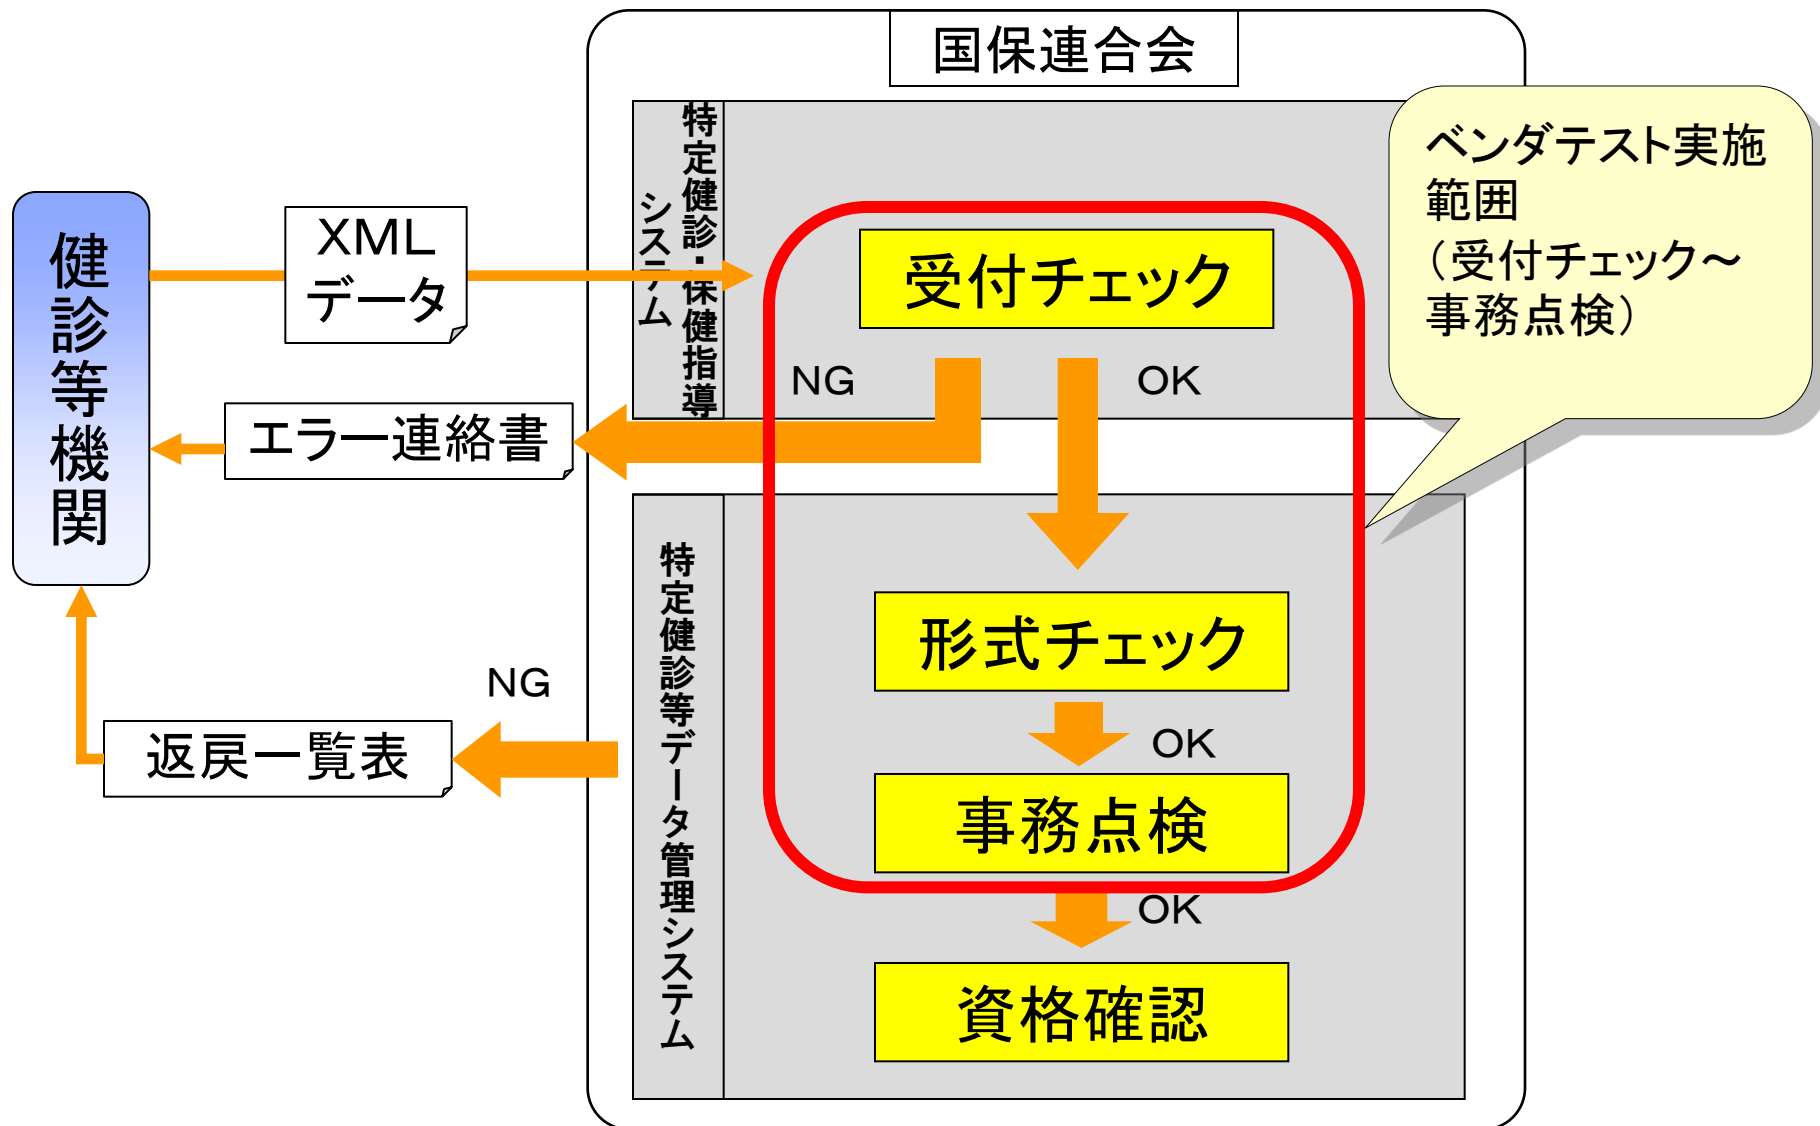 国保連合会
特定健診・保健指導
システム
ベンダテスト実施
範囲
（受付チェック～
事務点検）
健診等機関
XML
データ
受付チェック
NG
OK
エラー連絡書
特定健診等データ管理システム
形式チェック
NG
OK
返戻一覧表
事務点検
OK
資格確認